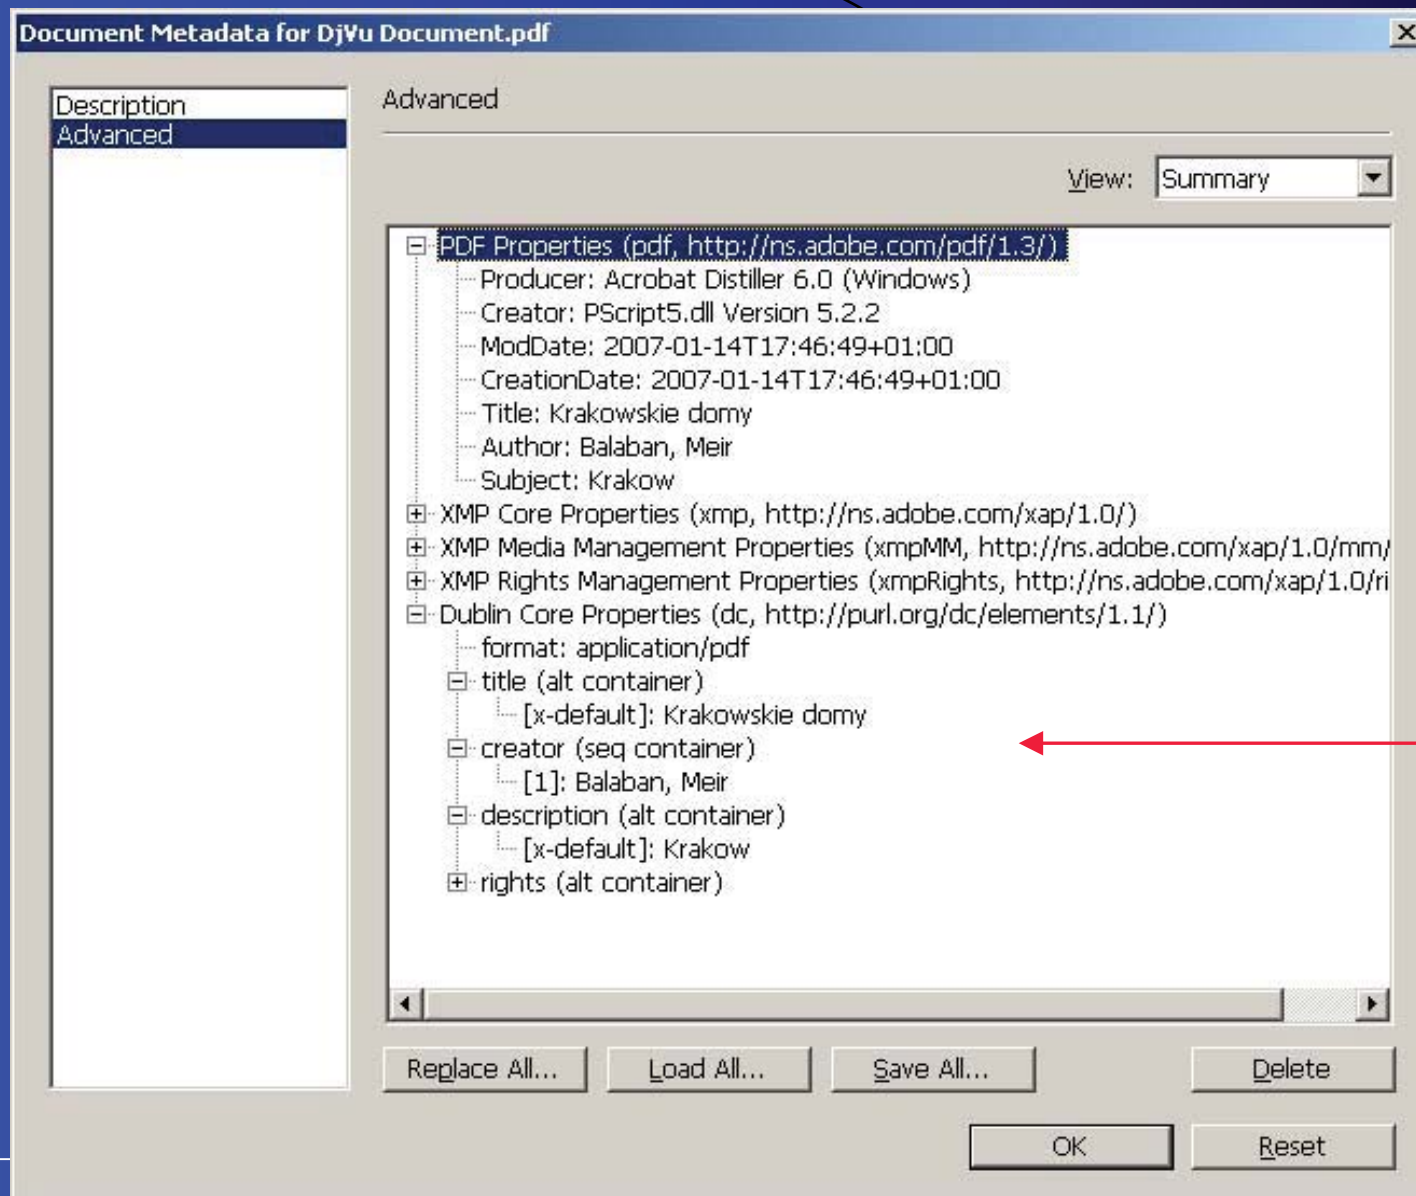 Document Metadata for DjVu Document.pdf
Description
Advanced
Advanced
View: Summary
PDF Properties (pdf, http://ns.adobe.com/pdf/1.3/)
Producer: Acrobat Distiller 6.0 (Windows)
Creator: PScript5.dll Version 5.2.2
ModDate: 2007-01-14T17:46:49+01:00
CreationDate: 2007-01-14T17:46:49+01:00
Title: Krakowskie domy
Author: Balaban, Meir
Subject: Krakow
XMP Core Properties (xmp, http://ns.adobe.com/xap/1.0/)
XMP Media Management Properties (xmpMM, http://ns.adobe.com/xap/1.0/mm/
XMP Rights Management Properties (xmpRights, http://ns.adobe.com/xap/1.0/ri
Dublin Core Properties (dc, http://purl.org/dc/elements/1.1/)
format: application/pdf
title (alt container)
[x-default]: Krakowskie domy
creator (seq container)
[1]: Balaban, Meir
description (alt container)
[x-default]: Krakow
rights (alt container)
Replace All... Load All... Save All... Delete
OK Reset